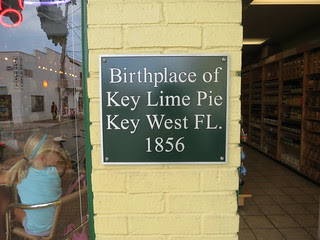 Birthplace of
Key Lime Pie
Key West FL.
1856